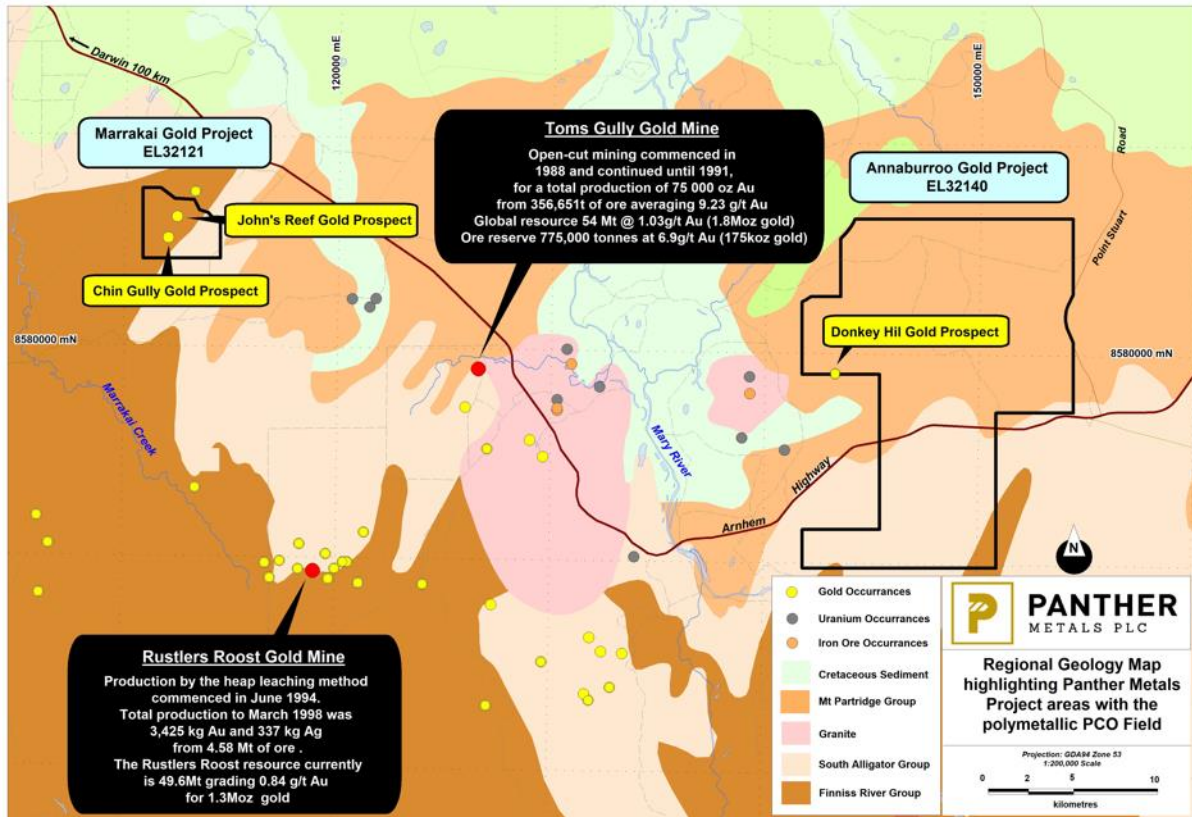 Darwin 100 km
120000 mE
150000 mE
Marrakai Gold Project
EL32121
John's Reef Gold Prospect
Chin Gully Gold Prospect
Toms Gully Gold Mine
Open-cut mining commenced in
1988 and continued until 1991,
for a total production of 75 000 oz Au
from 356,651t of ore averaging 9.23 g/t Au
Global resource 54 Mt @ 1.03g/t Au (1.8Moz gold)
Ore reserve 775,000 tonnes at 6.9g/t Au (175koz gold)
Annaburroo Gold Project
EL32140
Road
Point Stuart
Donkey Hil Gold Prospect
8580000 mN
8580000 mN
Marrakai Creek
Mary River
Arnhem
Highway
N
Rustlers Roost Gold Mine
Production by the heap leaching method
commenced in June 1994.
Total production to March 1998 was
3,425 kg Au and 337 kg Ag
from 4.58 Mt of ore .
The Rustlers Roost resource currently
is 49.6Mt grading 0.84 g/t Au
for 1.3Moz gold
Gold Occurrances
Uranium Occurrances
Iron Ore Occurrances
Cretaceous Sediment
Mt Partridge Group
Granite
South Alligator Group
Finniss River Group
P
PANTHER
METALS PLC
Regional Geology Map
highlighting Panther Metals
Project areas with the
polymetallic PCO Field
Projection: GDA94 Zone 53
1:200,000 Scale
0 2 5 10
kilometres